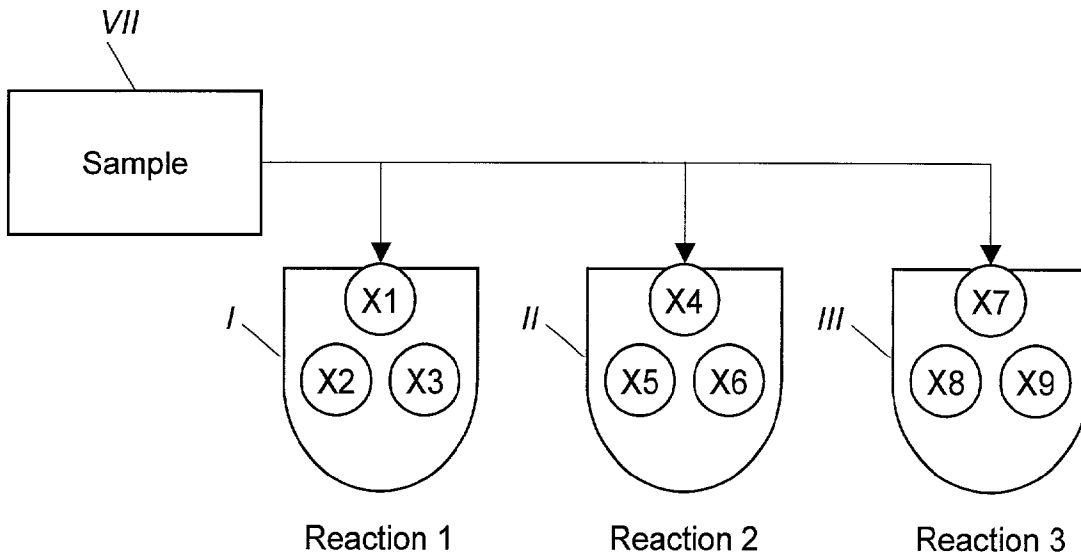 VII
Sample
I
X1
X2 X3
II
X4
X5 X6
III
X7
X8 X9
Reaction 1 Reaction 2 Reaction 3